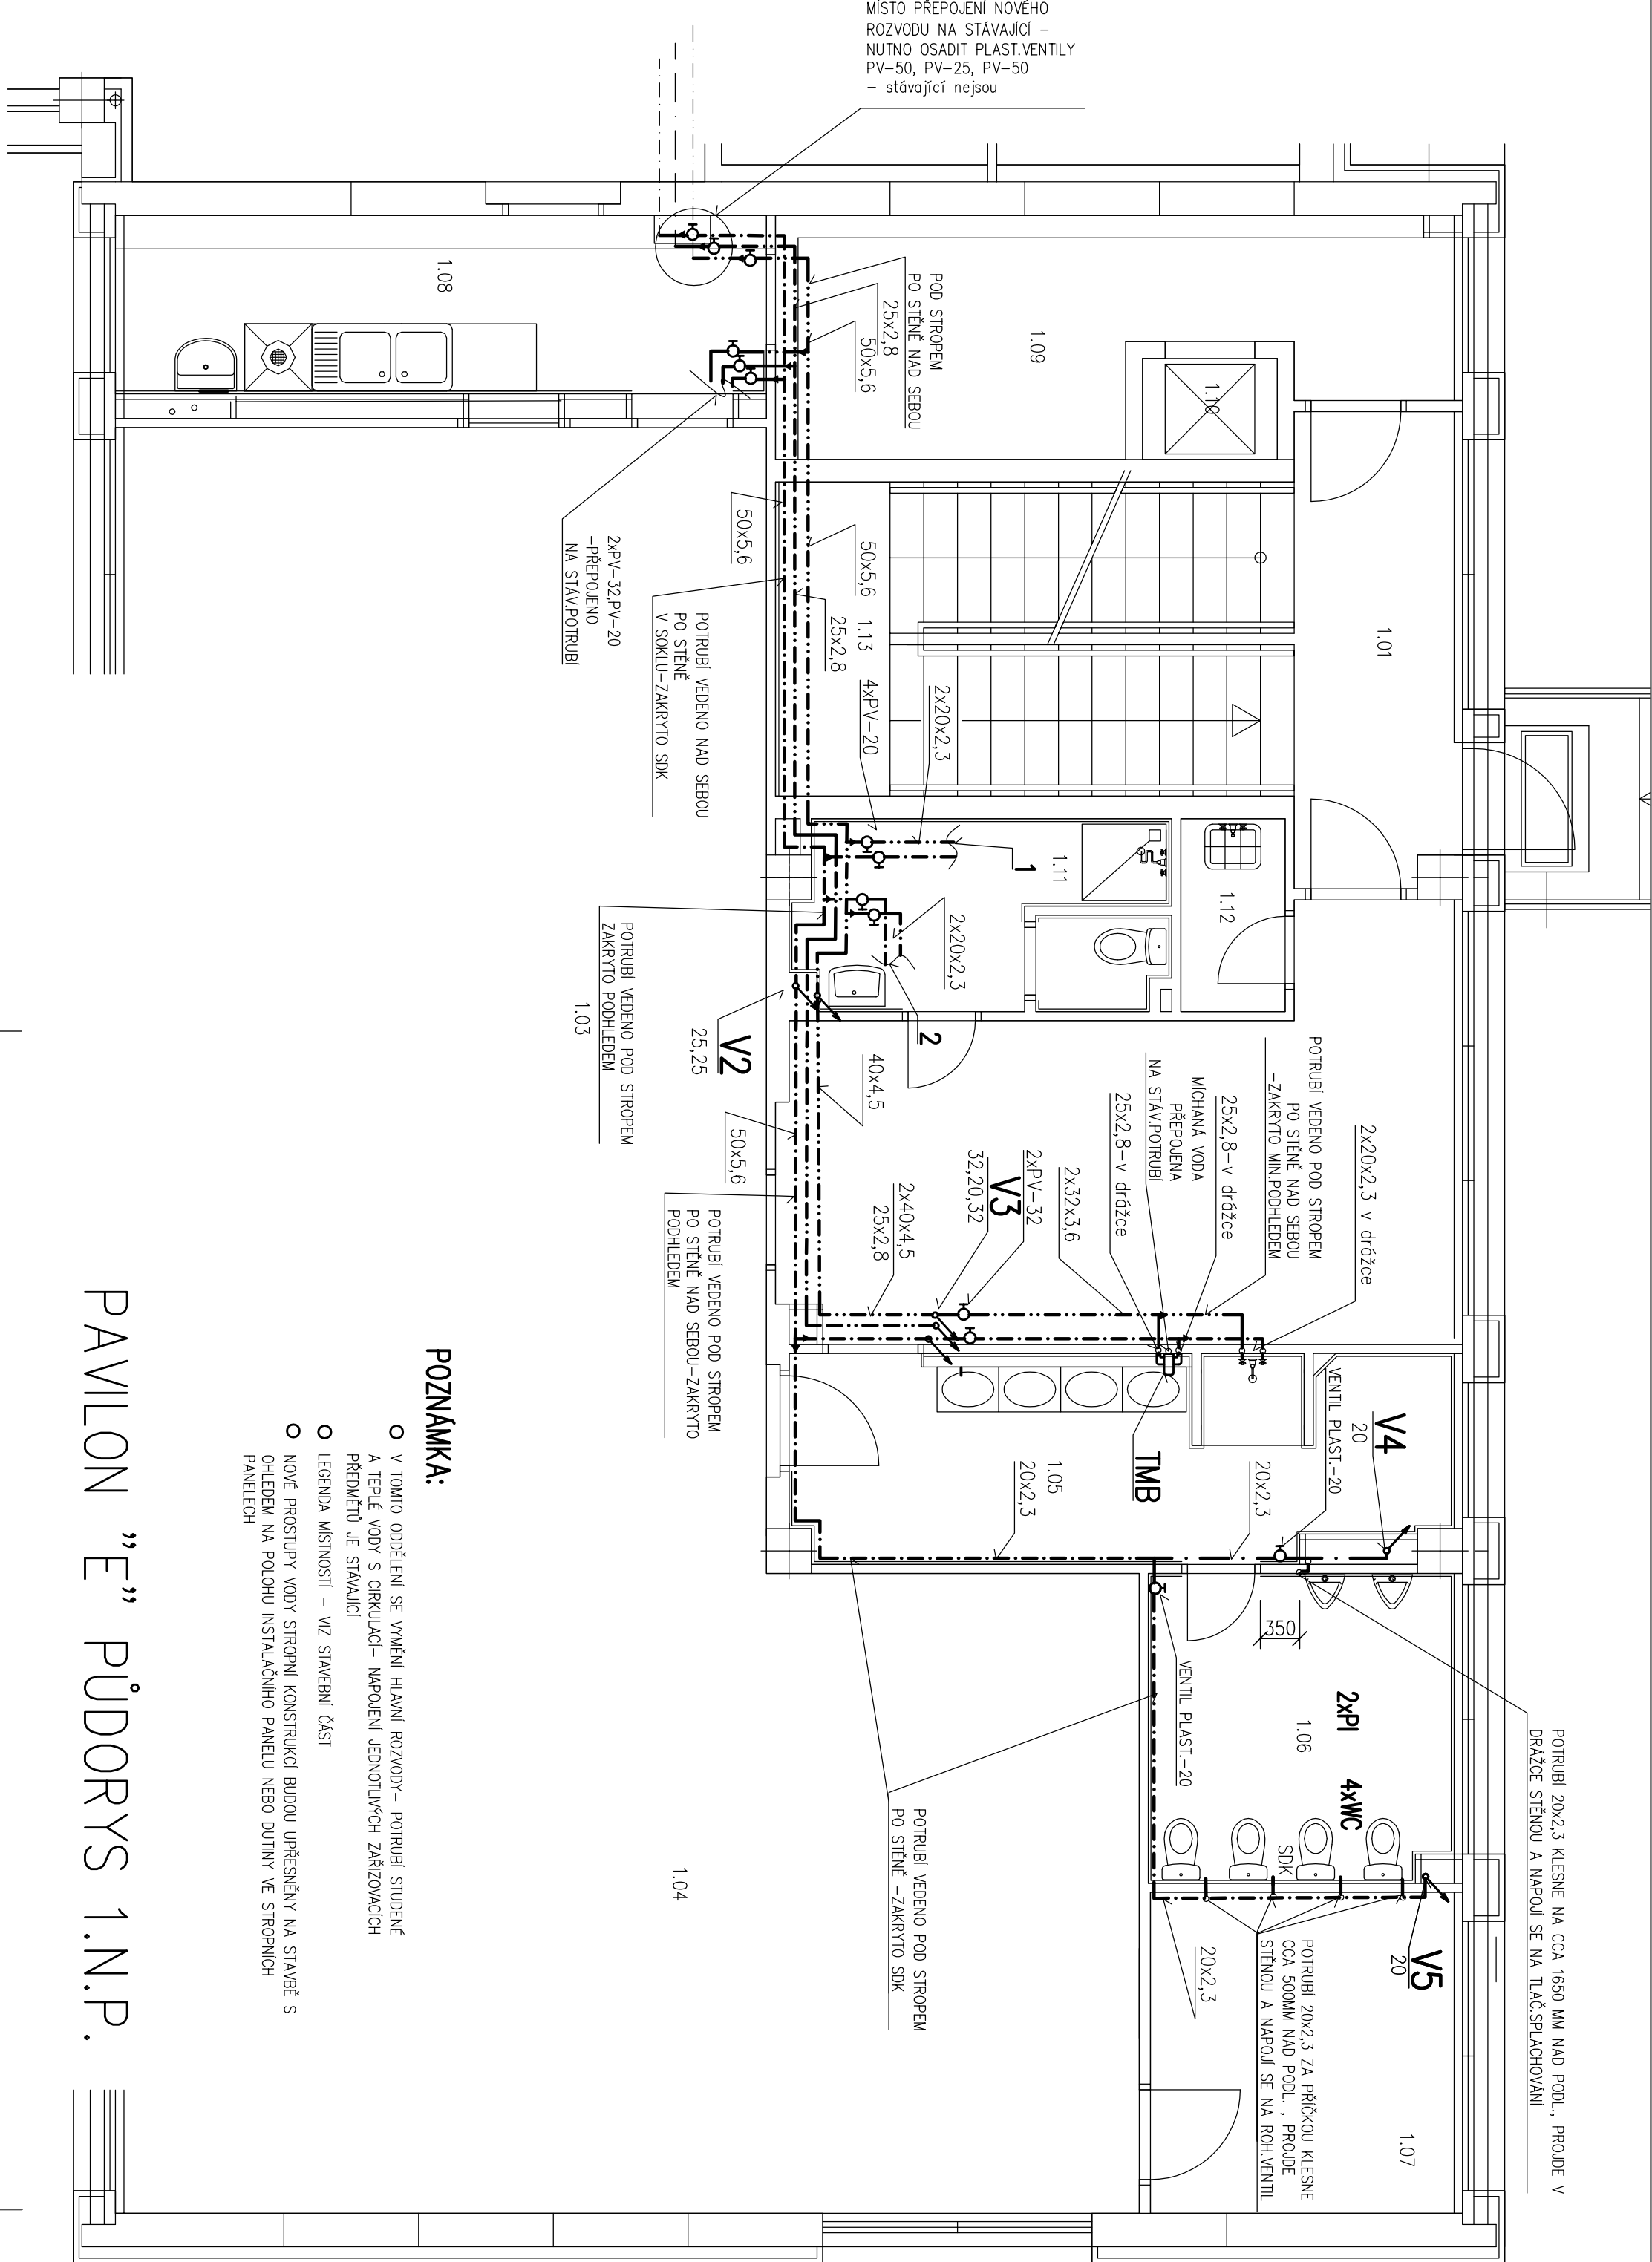 MÍSTO PŘEPOJENÍ NOVÉHO
ROZVODU NA STÁVAJÍCÍ –
NUTNO OSADIT PLAST.VENTILY
PV–50, PV–25, PV–50
– stávající nejsou
POTRUBÍ 20x2,3 KLESNE NA CCA 1650 MM NAD PODL., PROJDE V
DRÁŽCE STĚNOU A NAPOJÍ SE NA TLAČ.SPLACHOVÁNÍ
1.01
1.07
V4
20
V5
20
2x20x2,3 v drážce
VENTIL PLAST.–20
2xPI
4xWC
1.06
350
SDK
POTRUBÍ VEDENO POD STROPEM
PO STĚNĚ NAD SEBOU
–ZAKRYTO MIN.PODHLEDEM
POTRUBÍ 20x2,3 ZA PŘÍČKOU KLESNE
CCA 500MM NAD PODL. , PROJDE
STĚNOU A NAPOJÍ SE NA ROH.VENTIL
1.10
1.12
25x2,8–v drážce
20x2,3
20x2,3
MÍCHANÁ VODA
PŘEPOJENA
NA STÁV.POTRUBÍ
VENTIL PLAST.–20
TMB
25x2,8–v drážce
2x32x3,6
1.09
1.11
1
1.05
20x2,3
2xPV–32
V3
32,20,32
POD STROPEM
PO STĚNĚ NAD SEBOU
25x2,8
50x5,6
2x20x2,3
4xPV–20
2x20x2,3
2
2x40x4,5
25x2,8
POTRUBÍ VEDENO POD STROPEM
PO STĚNĚ –ZAKRYTO SDK
50x5,6
1.13
25x2,8
40x4,5
50x5,6
V2
25,25
50x5,6
POTRUBÍ VEDENO NAD SEBOU
PO STĚNĚ
V SOKLU–ZAKRYTO SDK
POTRUBÍ VEDENO POD STROPEM
PO STĚNĚ NAD SEBOU–ZAKRYTO
PODHLEDEM
1.04
2xPV–32,PV–20
–PŘEPOJENO
NA STÁV.POTRUBÍ
POTRUBÍ VEDENO POD STROPEM
ZAKRYTO PODHLEDEM
1.03
1.08
POZNÁMKA:
V TOMTO ODDĚLENÍ SE VYMĚNÍ HLAVNÍ ROZVODY– POTRUBÍ STUDENÉ
A TEPLÉ VODY S CIRKULACÍ– NAPOJENÍ JEDNOTLIVÝCH ZAŘIZOVACÍCH
PŘEDMĚTŮ JE STÁVAJÍCÍ
LEGENDA MÍSTNOSTÍ – VIZ STAVEBNÍ ČÁST
NOVÉ PROSTUPY VODY STROPNÍ KONSTRUKCÍ BUDOU UPŘESNĚNY NA STAVBĚ S
OHLEDEM NA POLOHU INSTALAČNÍHO PANELU NEBO DUTINY VE STROPNÍCH
PANELECH
PAVILON "E" PŮDORYS 1.N.P.